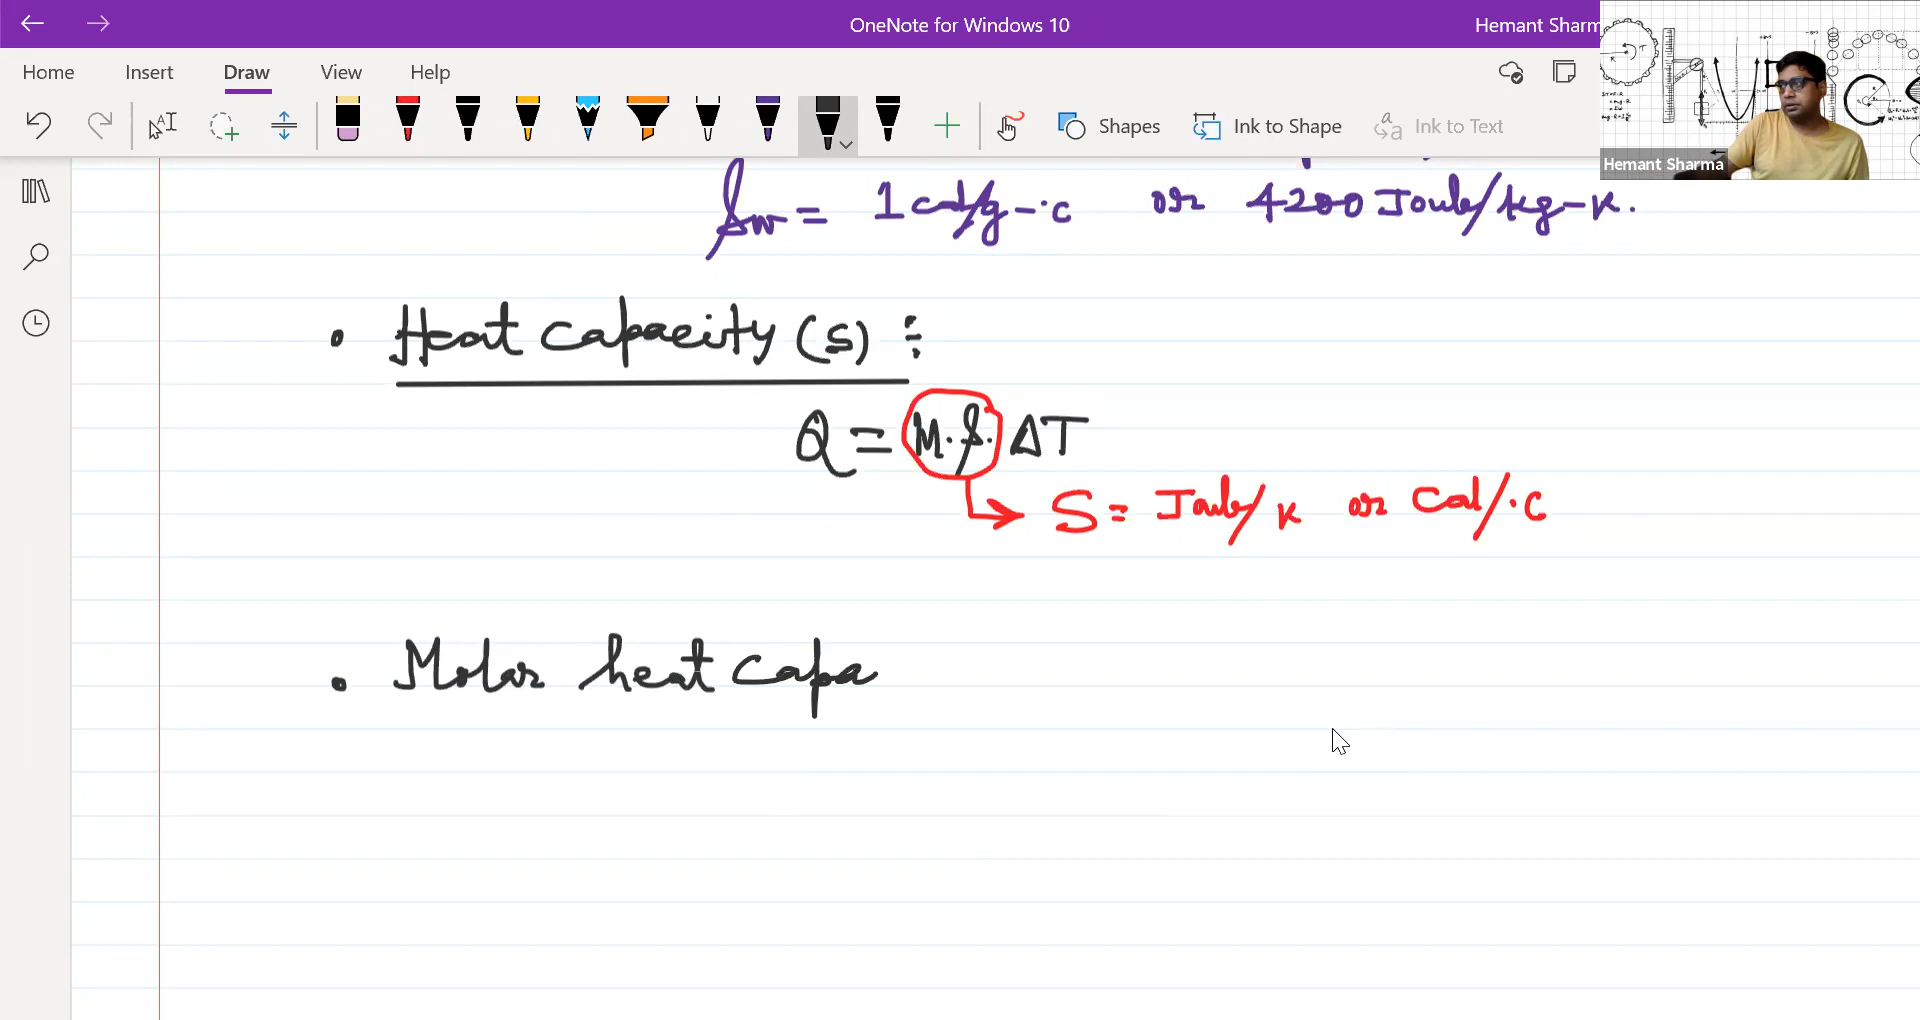 OneNote for Windows 10
Hemant Sharm
Home Insert Draw View Help
Shapes Ink to Shape Ink to Text
Hemant Sharma
Sw = 1 cal/g-°c or 4200 Joule/kg-K.
• Heat capacity (S) :-
Q = M.s. ΔT
S = Joule/K or Cal/°C
• Molar heat Capa